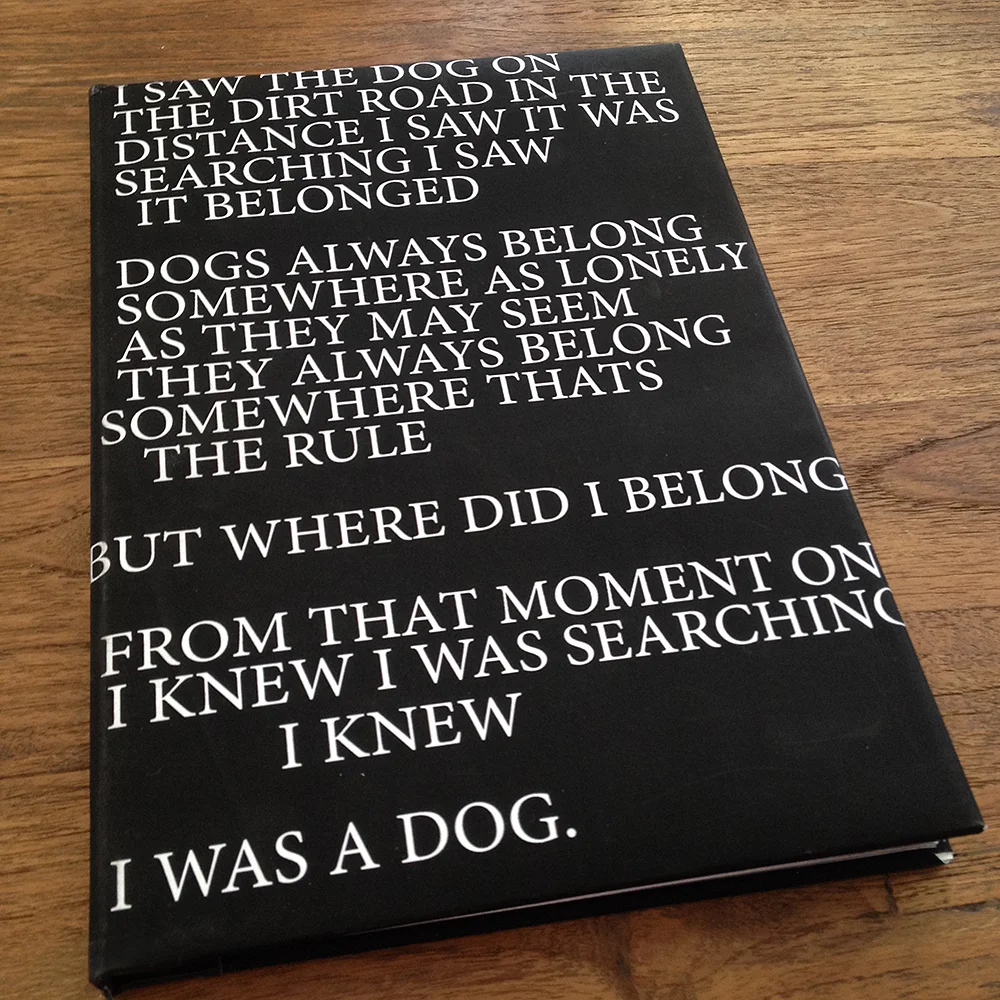 I SAW THE DOG ON
THE DIRT ROAD IN THE
DISTANCE I SAW IT WAS
SEARCHING I SAW
IT BELONGED
DOGS ALWAYS BELONG
SOMEWHERE AS LONELY
AS THEY MAY SEEM
THEY ALWAYS BELONG
SOMEWHERE THATS
THE RULE
BUT WHERE DID I BELONG
FROM THAT MOMENT ON
I KNEW I WAS SEARCHING
I KNEW
I WAS A DOG.